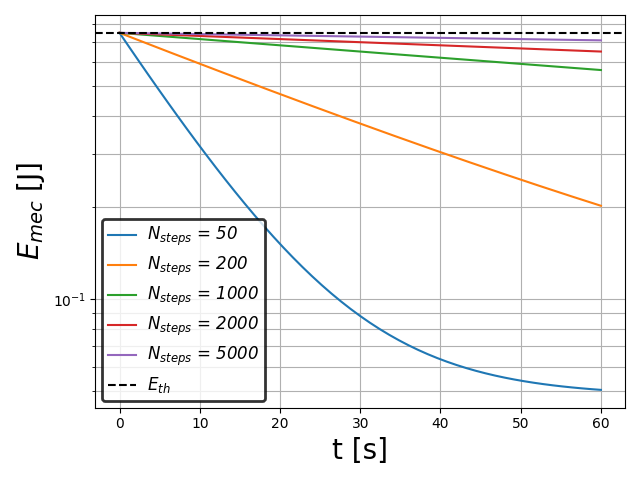 E_mec [J]
10⁻¹
N_steps = 50
N_steps = 200
N_steps = 1000
N_steps = 2000
N_steps = 5000
E_th
0 10 20 30 40 50 60
t [s]